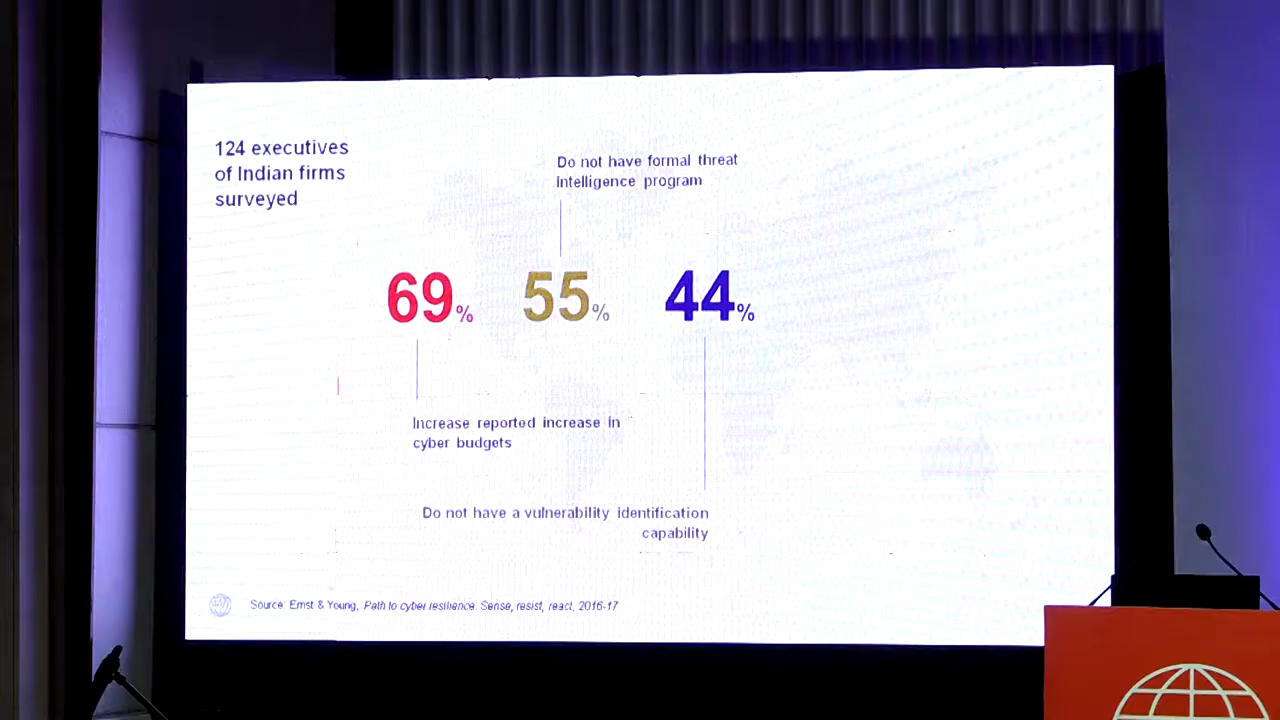 124 executives
of Indian firms
surveyed
Do not have formal threat
Intelligence program
69%
55%
44%
Increase reported increase in
cyber budgets
Do not have a vulnerability identification
capability
Source: Ernst & Young, Path to cyber resilience: Sense, resist, react, 2016-17